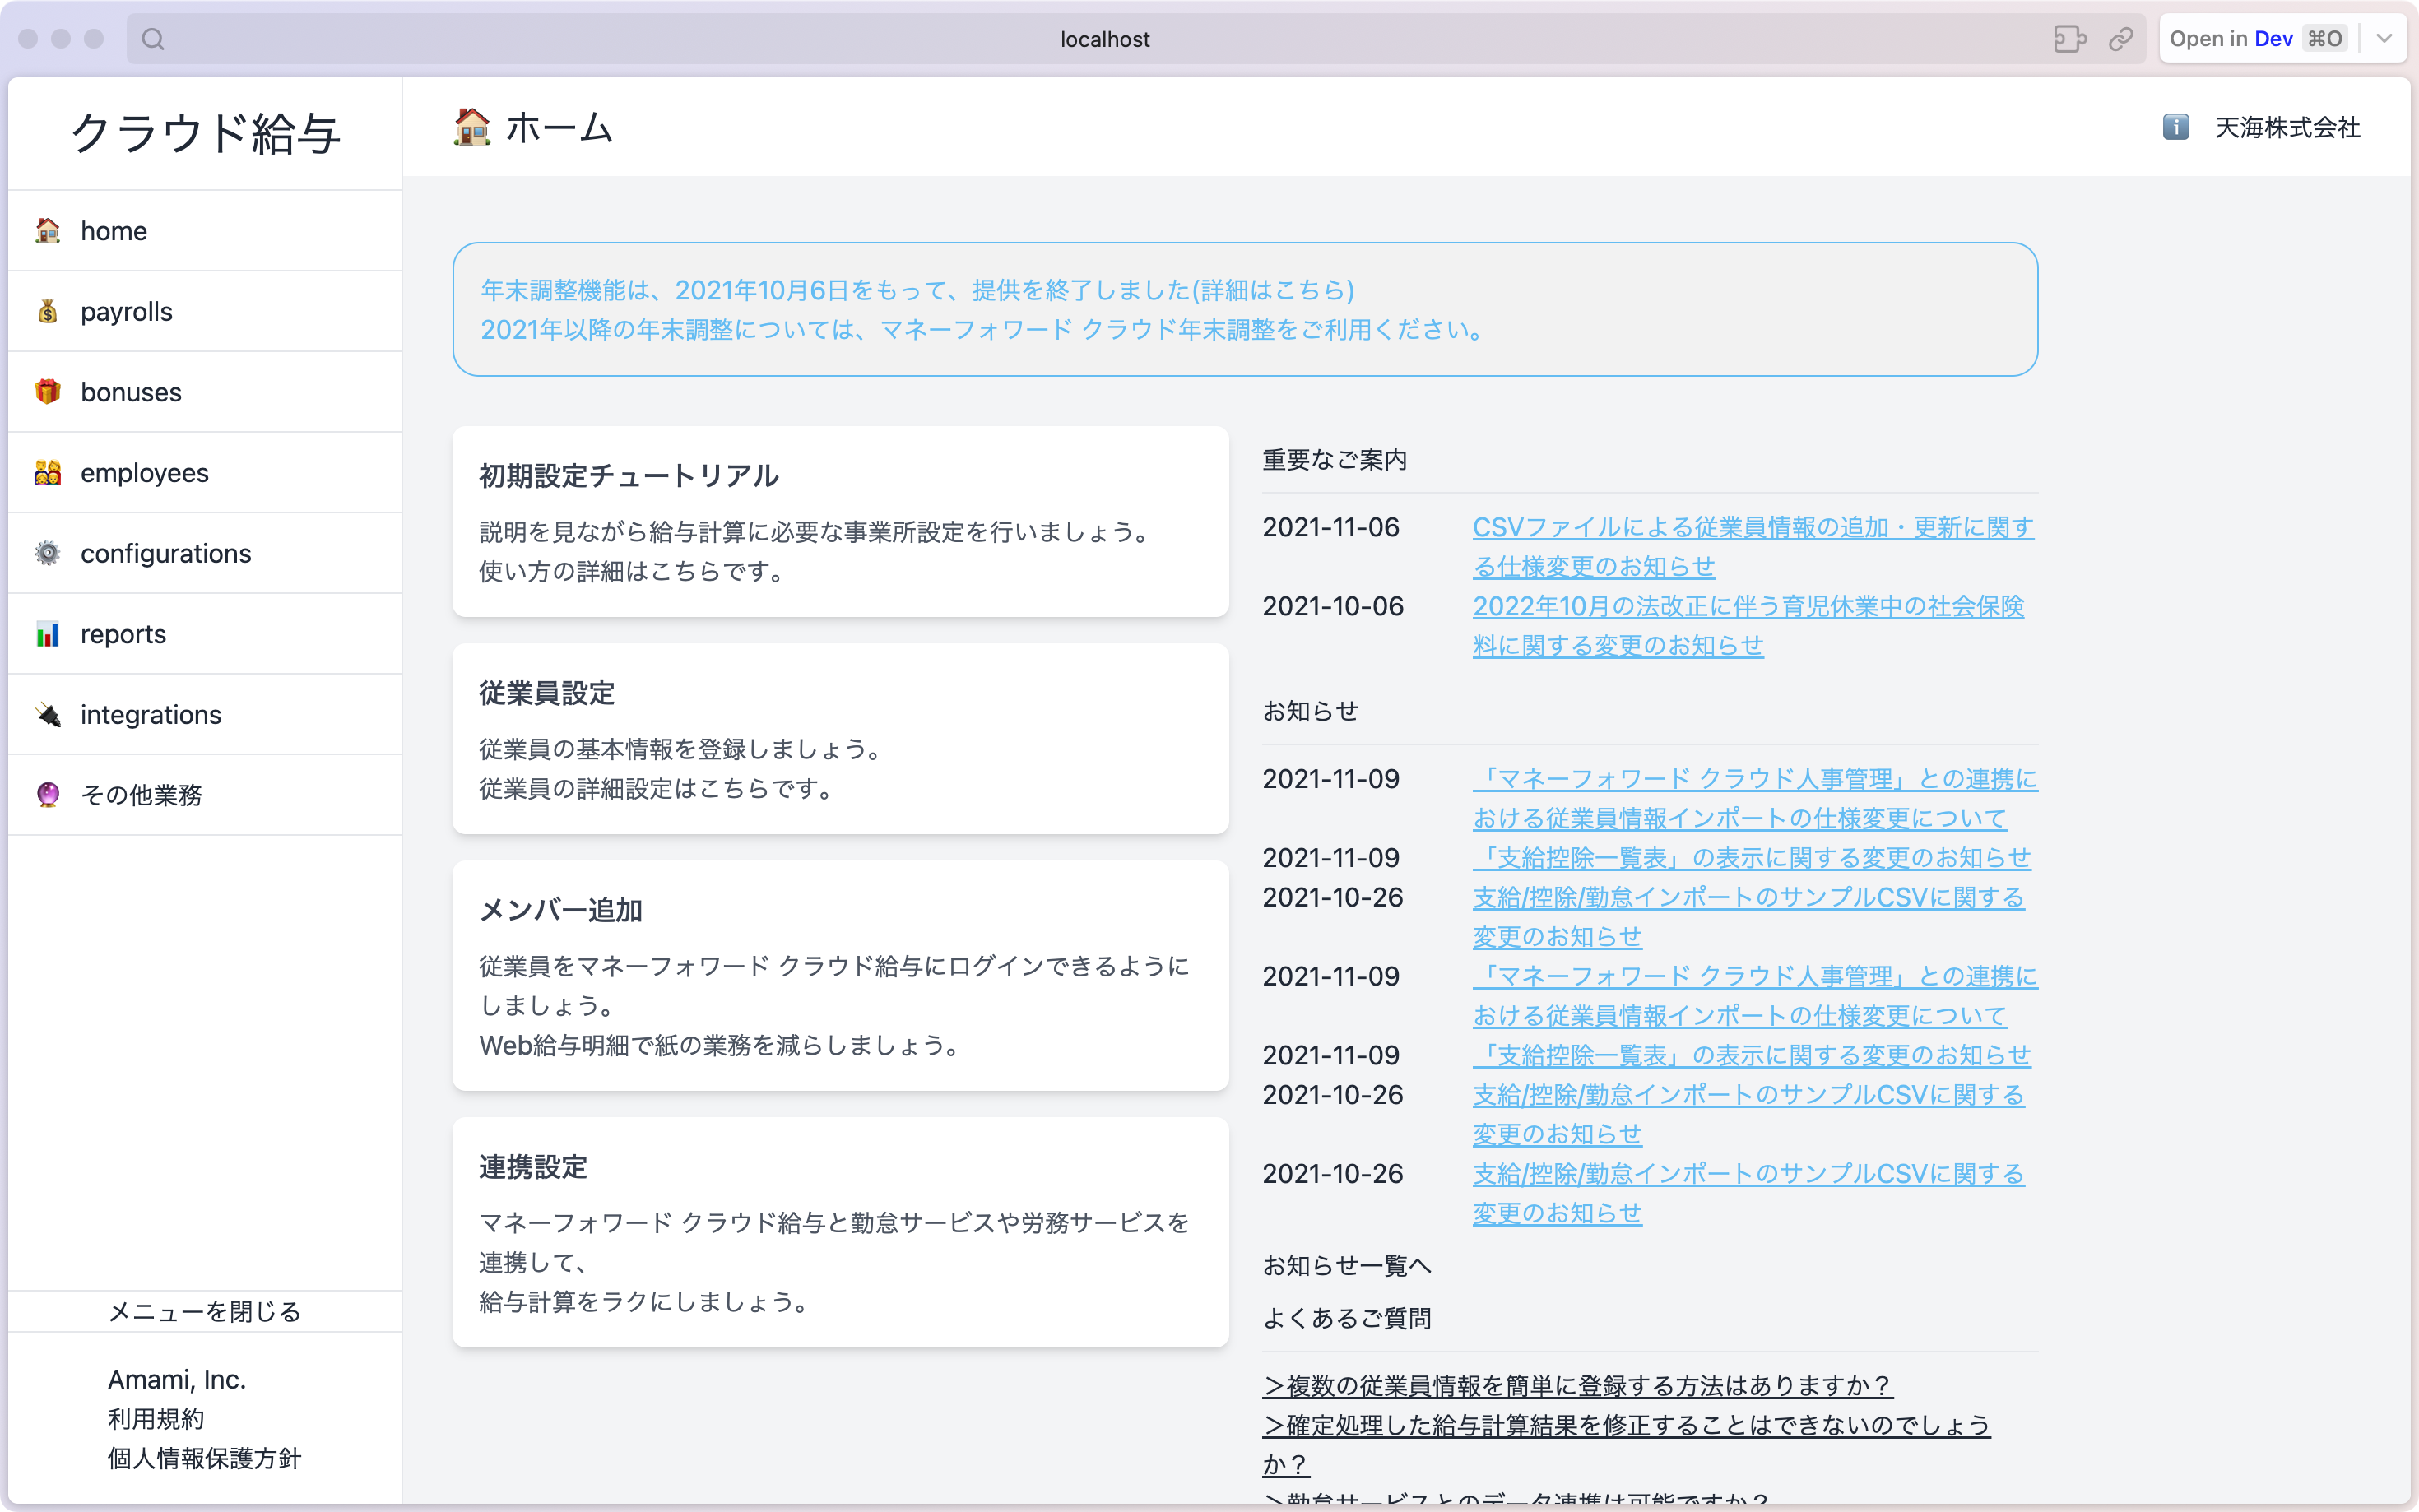 localhost
Open in Dev ⌘O
クラウド給与
home
payrolls
bonuses
employees
configurations
reports
integrations
その他業務
メニューを閉じる
Amami, Inc.
利用規約
個人情報保護方針
ホーム
天海株式会社
年末調整機能は、2021年10月6日をもって、提供を終了しました(詳細はこちら)
2021年以降の年末調整については、マネーフォワード クラウド年末調整をご利用ください。
初期設定チュートリアル
説明を見ながら給与計算に必要な事業所設定を行いましょう。
使い方の詳細はこちらです。
従業員設定
従業員の基本情報を登録しましょう。
従業員の詳細設定はこちらです。
メンバー追加
従業員をマネーフォワード クラウド給与にログインできるように
しましょう。
Web給与明細で紙の業務を減らしましょう。
連携設定
マネーフォワード クラウド給与と勤怠サービスや労務サービスを
連携して、
給与計算をラクにしましょう。
重要なご案内
2021-11-06 CSVファイルによる従業員情報の追加・更新に関す
る仕様変更のお知らせ
2021-10-06 2022年10月の法改正に伴う育児休業中の社会保険
料に関する変更のお知らせ
お知らせ
2021-11-09 「マネーフォワード クラウド人事管理」との連携に
おける従業員情報インポートの仕様変更について
2021-11-09 「支給控除一覧表」の表示に関する変更のお知らせ
2021-10-26 支給/控除/勤怠インポートのサンプルCSVに関する
変更のお知らせ
2021-11-09 「マネーフォワード クラウド人事管理」との連携に
おける従業員情報インポートの仕様変更について
2021-11-09 「支給控除一覧表」の表示に関する変更のお知らせ
2021-10-26 支給/控除/勤怠インポートのサンプルCSVに関する
変更のお知らせ
2021-10-26 支給/控除/勤怠インポートのサンプルCSVに関する
変更のお知らせ
お知らせ一覧へ
よくあるご質問
＞複数の従業員情報を簡単に登録する方法はありますか？
＞確定処理した給与計算結果を修正することはできないのでしょう
か？
＞勤怠サービスとのデータ連携は可能ですか？